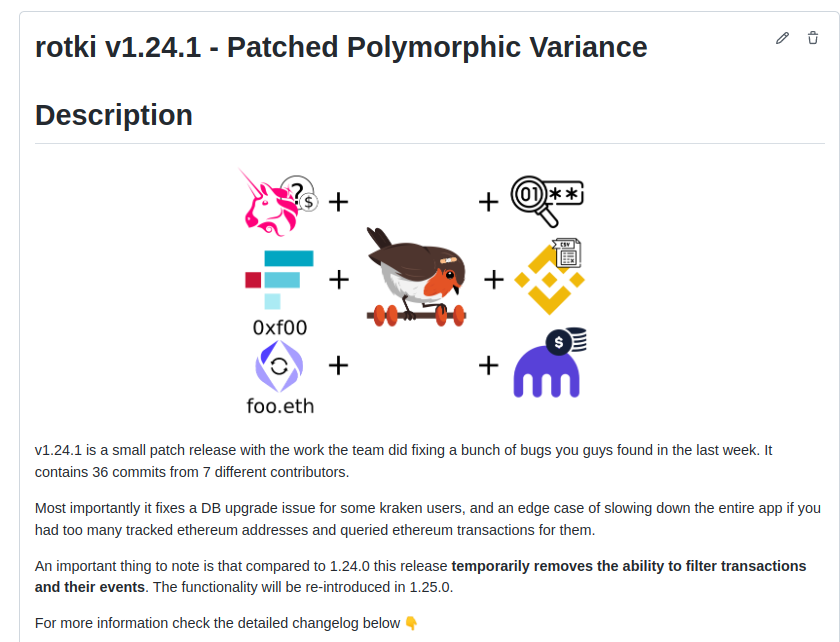 rotki v1.24.1 - Patched Polymorphic Variance
Description
? $ + + 01 **
+ + CSV
0xf00
+ + $
foo.eth
v1.24.1 is a small patch release with the work the team did fixing a bunch of bugs you guys found in the last week. It
contains 36 commits from 7 different contributors.
Most importantly it fixes a DB upgrade issue for some kraken users, and an edge case of slowing down the entire app if you
had too many tracked ethereum addresses and queried ethereum transactions for them.
An important thing to note is that compared to 1.24.0 this release temporarily removes the ability to filter transactions
and their events. The functionality will be re-introduced in 1.25.0.
For more information check the detailed changelog below 👇